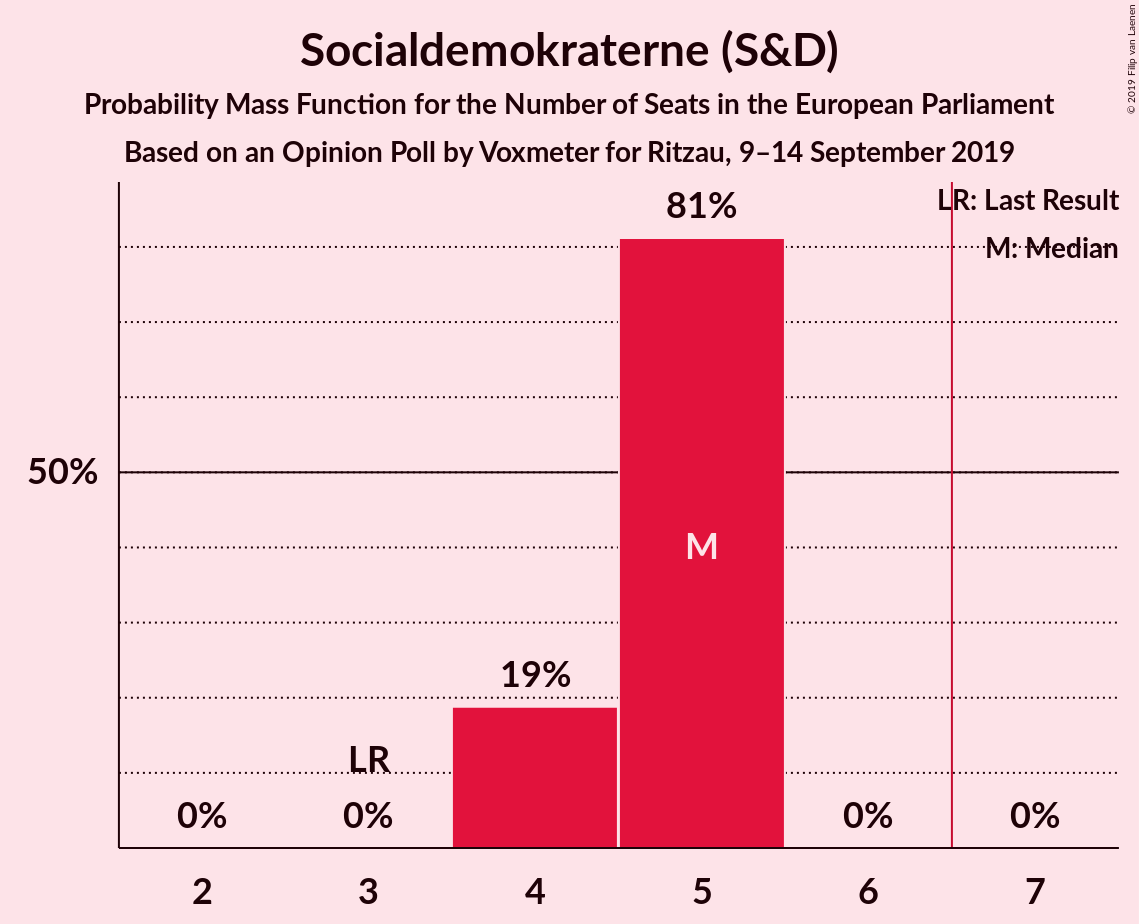 Socialdemokraterne (S&D)
Probability Mass Function for the Number of Seats in the European Parliament
Based on an Opinion Poll by Voxmeter for Ritzau, 9–14 September 2019
© 2019 Filip van Laenen
LR: Last Result
M: Median
81%
50%
M
19%
LR
0% 0% 0% 0%
2 3 4 5 6 7